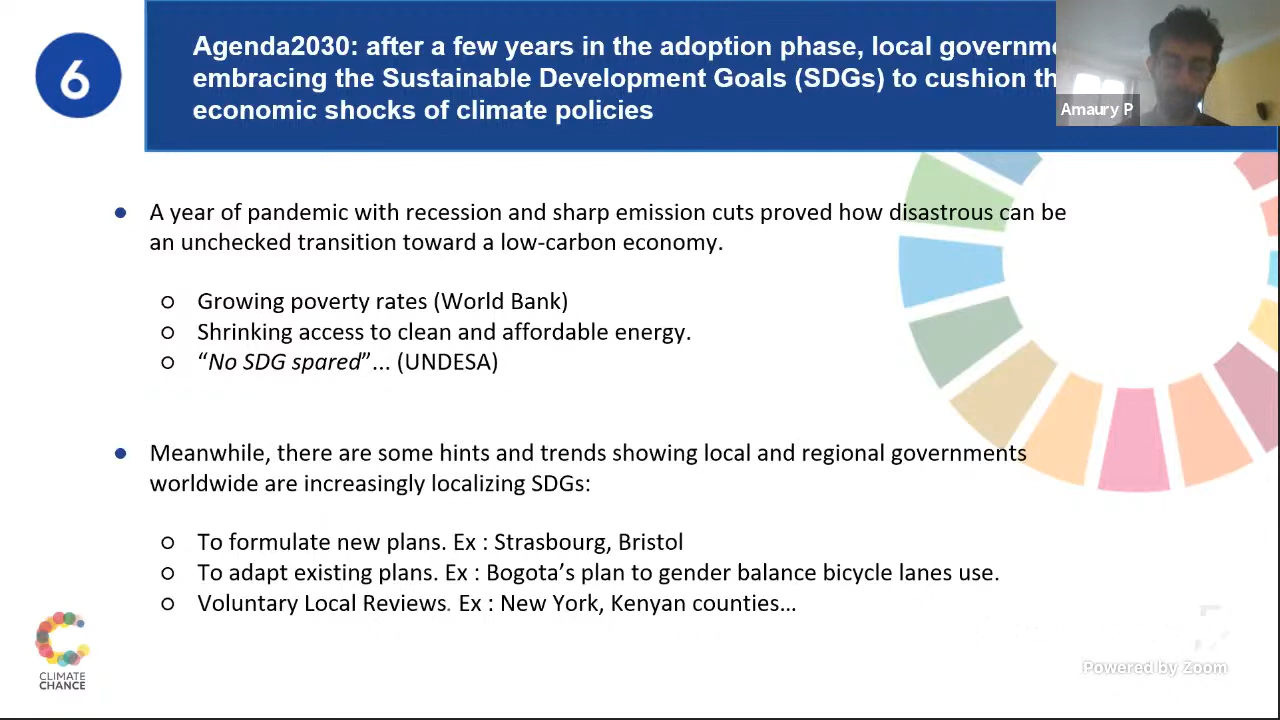 6
Agenda2030: after a few years in the adoption phase, local
embracing the Sustainable Development Goals (SDGs) to cushion
economic shocks of climate policies
Amaury P
● A year of pandemic with recession and sharp emission cuts proved how disastrous can be
an unchecked transition toward a low-carbon economy.
○ Growing poverty rates (World Bank)
○ Shrinking access to clean and affordable energy.
○ “No SDG spared”... (UNDESA)
● Meanwhile, there are some hints and trends showing local and regional governments
worldwide are increasingly localizing SDGs:
○ To formulate new plans. Ex : Strasbourg, Bristol
○ To adapt existing plans. Ex : Bogota’s plan to gender balance bicycle lanes use.
○ Voluntary Local Reviews. Ex : New York, Kenyan counties…
CLIMATE
CHANCE
Powered by Zoom